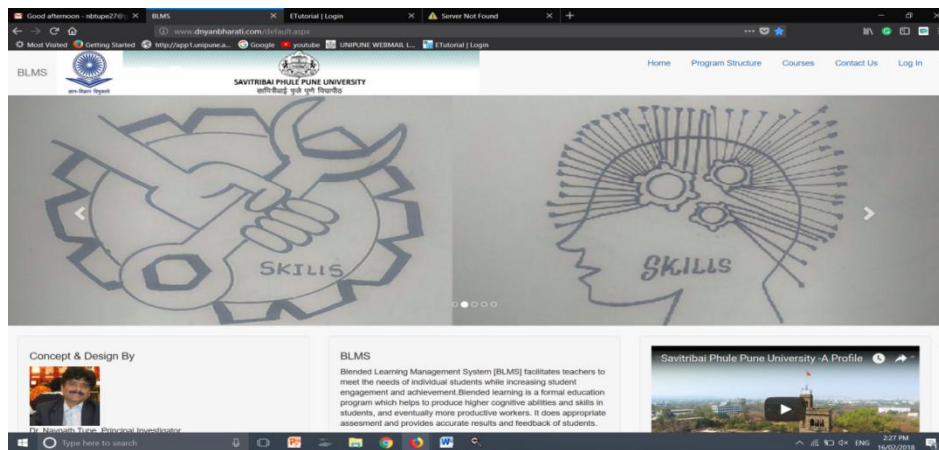 Good afternoon - nbtupe27@
BLMS
ETutorial | Login
Server Not Found
www.dnyanbharati.com/default.aspx
Most Visited
Getting Started
http://app1.unipune.a...
Google
youtube
UNIPUNE WEBMAIL L...
ETutorial | Login
BLMS
SAVITRIBAI PHULE PUNE UNIVERSITY
सावित्रीबाई फुले पुणे विद्यापीठ
ज्ञान-विज्ञान विमुक्तये
Home
Program Structure
Courses
Contact Us
Log In
SKILLS
SKILLS
Concept & Design By
Dr. Navnath Tupe, Principal Investigator
BLMS
Blended Learning Management System [BLMS] facilitates teachers to
meet the needs of individual students while increasing student
engagement and achievement.Blended learning is a formal education
program which helps to produce higher cognitive abilities and skills in
students, and eventually more productive workers. It does appropriate
assesment and provides accurate results and feedback of students.
Savitribai Phule Pune University -A Profile
Type here to search
ENG
2:27 PM
16/02/2018